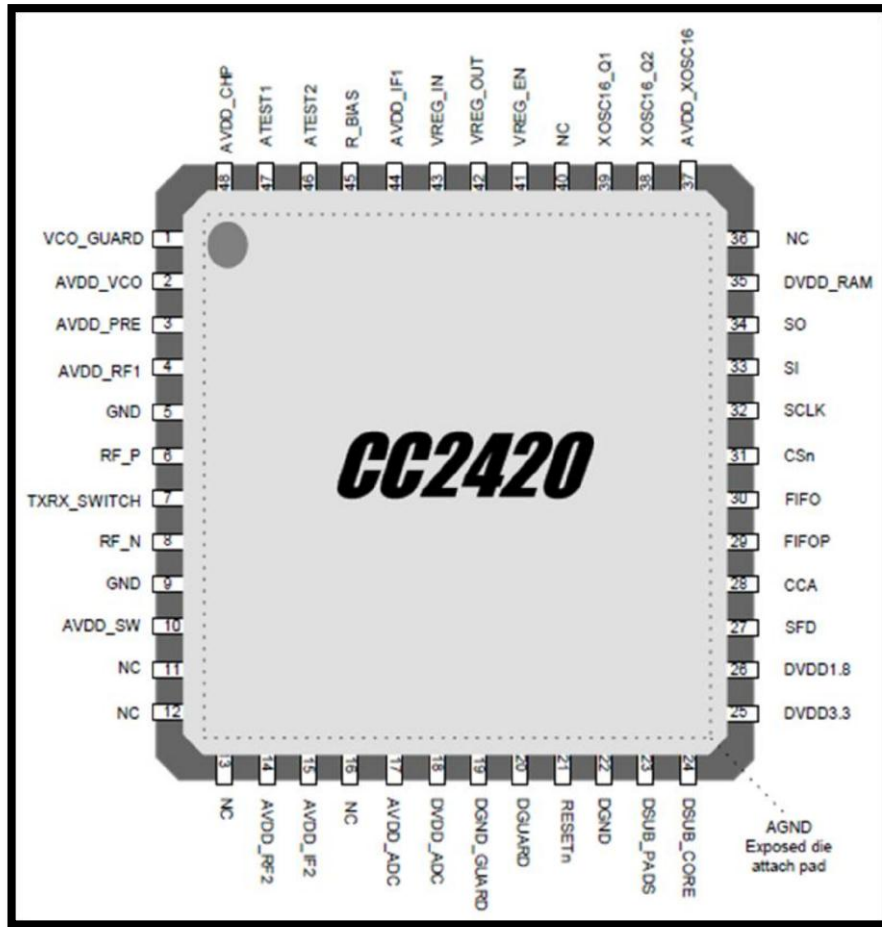 AVDD_CHP
ATEST1
ATEST2
R_BIAS
AVDD_IF1
VREG_IN
VREG_OUT
VREG_EN
NC
XOSC16_Q1
XOSC16_Q2
AVDD_XOSC16
48
47
46
45
44
43
42
41
40
39
38
37
VCO_GUARD 1
AVDD_VCO 2
AVDD_PRE 3
AVDD_RF1 4
GND 5
RF_P 6
TXRX_SWITCH 7
RF_N 8
GND 9
AVDD_SW 10
NC 11
NC 12
CC2420
36 NC
35 DVDD_RAM
34 SO
33 SI
32 SCLK
31 CSn
30 FIFO
29 FIFOP
28 CCA
27 SFD
26 DVDD1.8
25 DVDD3.3
13
14
15
16
17
18
19
20
21
22
23
24
NC
AVDD_RF2
AVDD_IF2
NC
AVDD_ADC
DVDD_ADC
DGND_GUARD
DGUARD
RESETn
DGND
DSUB_PADS
DSUB_CORE
AGND
Exposed die
attach pad